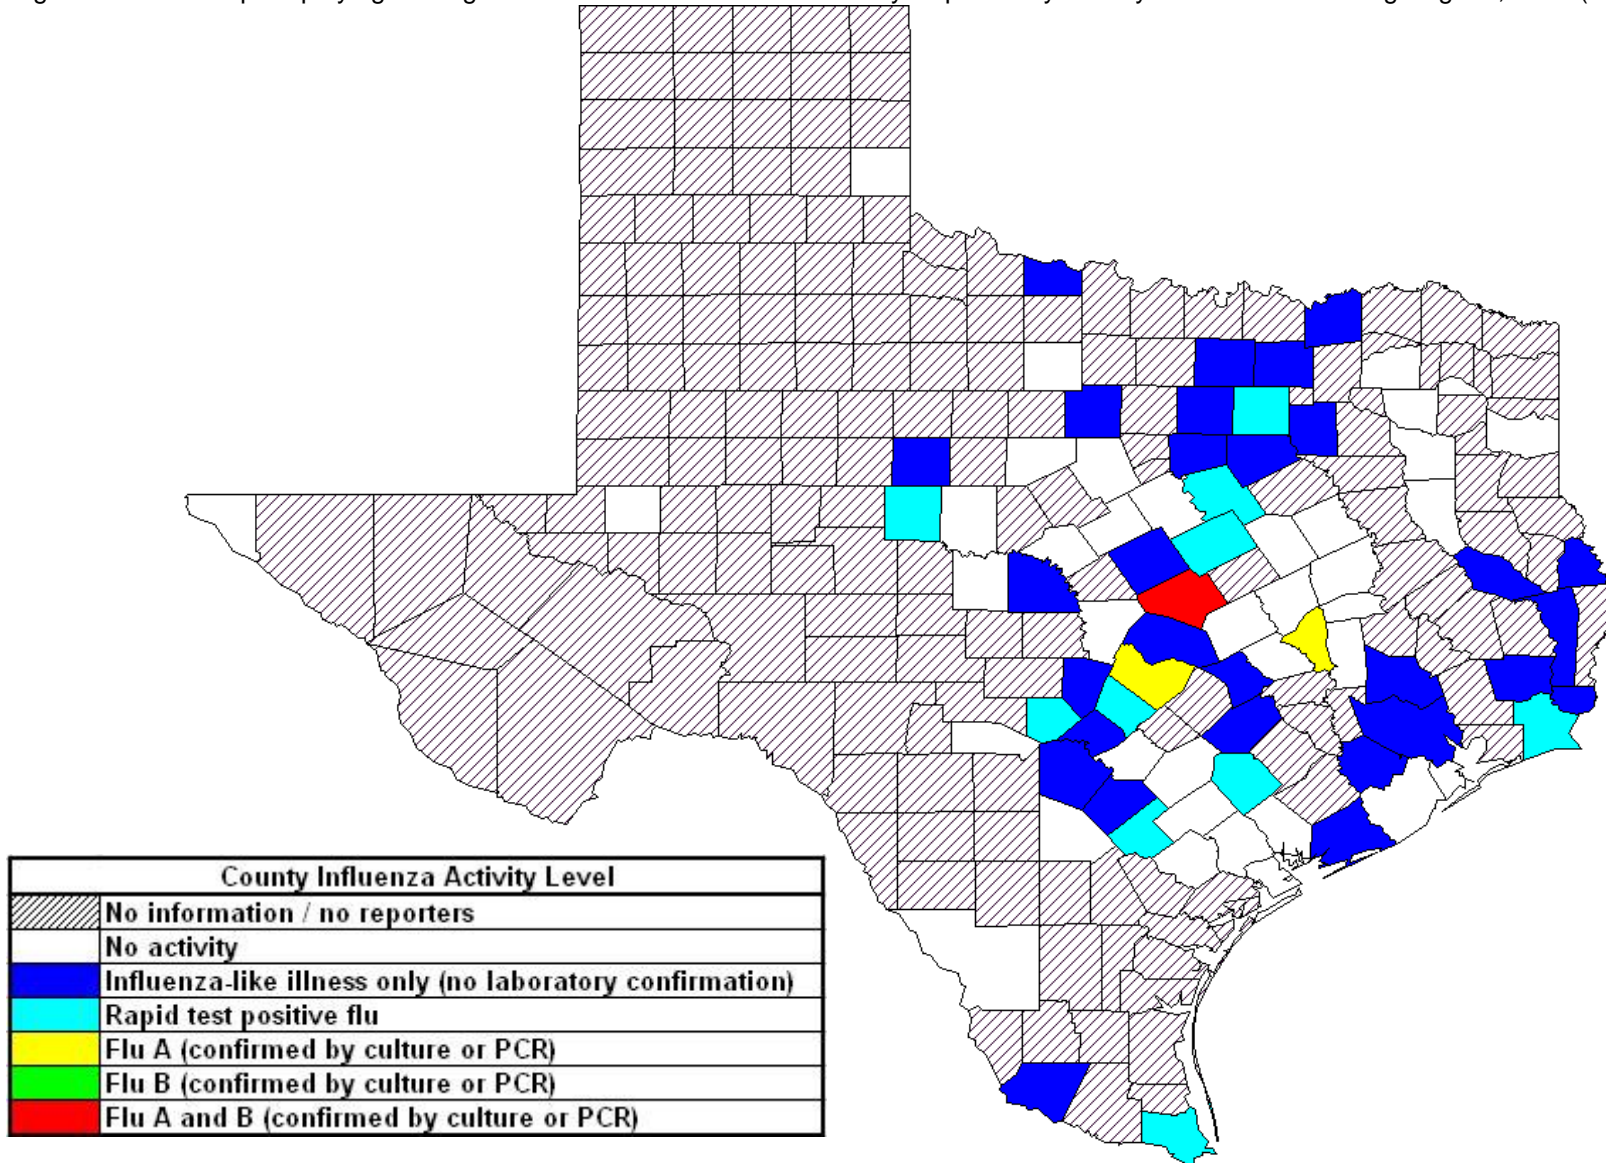 County Influenza Activity Level
No information / no reporters
No activity
Influenza-like illness only (no laboratory confirmation)
Rapid test positive flu
Flu A (confirmed by culture or PCR)
Flu B (confirmed by culture or PCR)
Flu A and B (confirmed by culture or PCR)